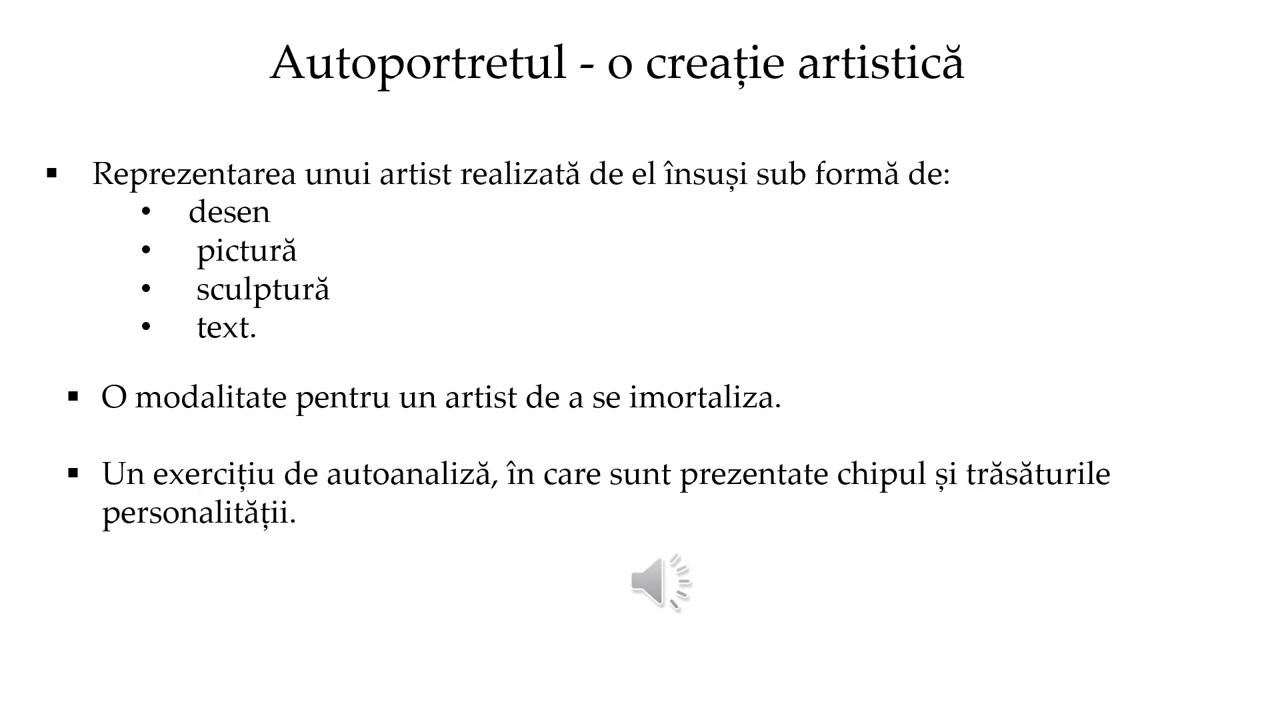 Autoportretul - o creație artistică
▪ Reprezentarea unui artist realizată de el însuși sub formă de:
• desen
• pictură
• sculptură
• text.
▪ O modalitate pentru un artist de a se imortaliza.
▪ Un exercițiu de autoanaliză, în care sunt prezentate chipul și trăsăturile
personalității.